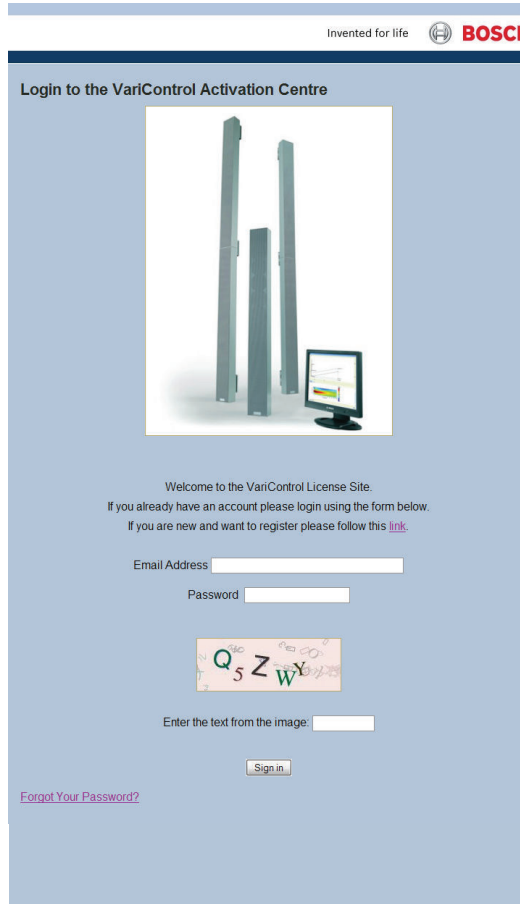 Invented for life BOSCH
Login to the VariControl Activation Centre
Welcome to the VariControl License Site.
If you already have an account please login using the form below.
If you are new and want to register please follow this link.
Email Address
Password
Q5ZWY
Enter the text from the image:
Sign in
Forgot Your Password?